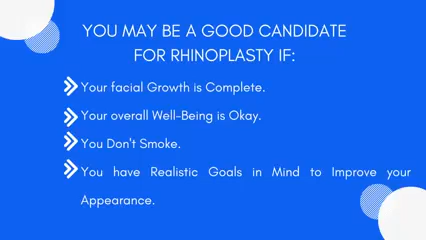 YOU MAY BE A GOOD CANDIDATE
FOR RHINOPLASTY IF:
Your facial Growth is Complete.
Your overall Well-Being is Okay.
You Don't Smoke.
You have Realistic Goals in Mind to Improve your
Appearance.